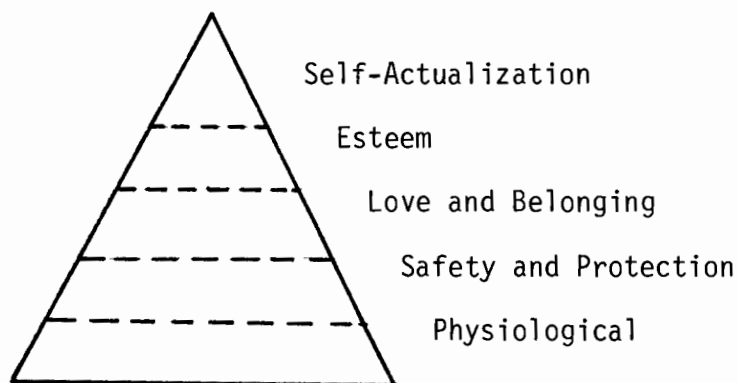 Self-Actualization
Esteem
Love and Belonging
Safety and Protection
Physiological